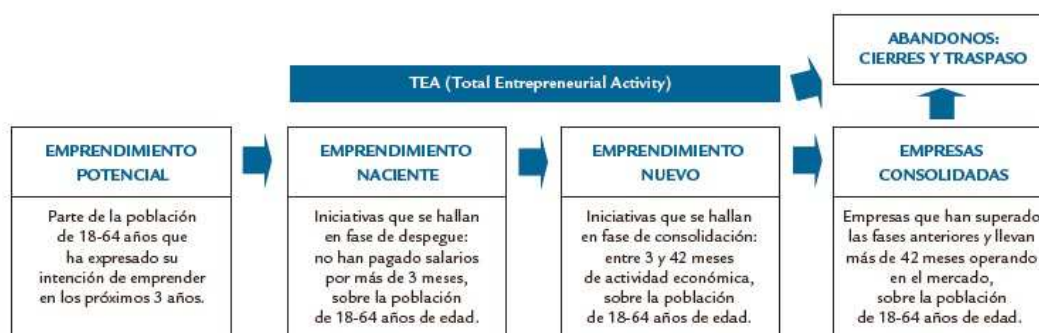 ABANDONOS:
CIERRES Y TRASPASO
TEA (Total Entrepreneurial Activity)
EMPRENDIMIENTO
POTENCIAL
Parte de la población
de 18-64 años que
ha expresado su
intención de emprender
en los próximos 3 años.
EMPRENDIMIENTO
NACIENTE
Iniciativas que se hallan
en fase de despegue:
no han pagado salarios
por más de 3 meses,
sobre la población
de 18-64 años de edad.
EMPRENDIMIENTO
NUEVO
Iniciativas que se hallan
en fase de consolidación:
entre 3 y 42 meses
de actividad económica,
sobre la población
de 18-64 años de edad.
EMPRESAS
CONSOLIDADAS
Empresas que han superado
las fases anteriores y llevan
más de 42 meses operando
en el mercado,
sobre la población
de 18-64 años de edad.